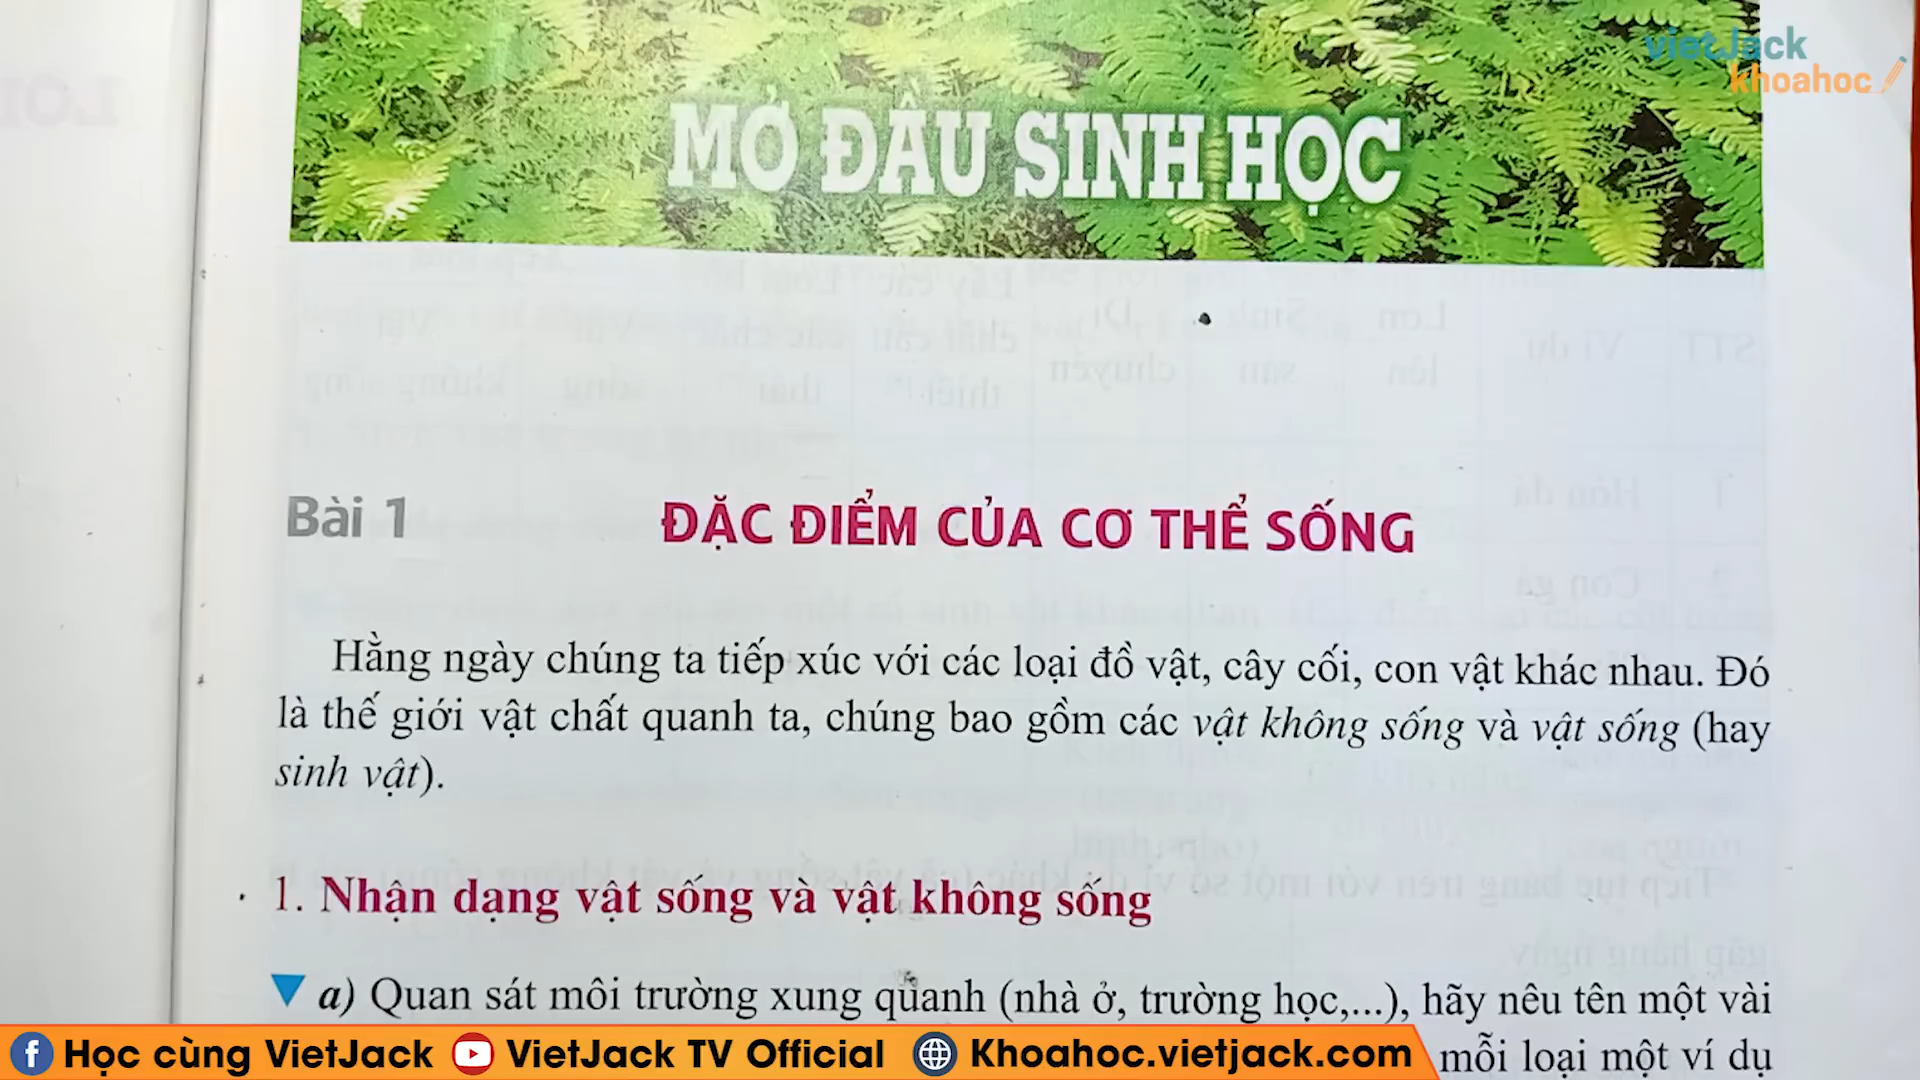 vietJack
khoahoc
MỞ ĐẦU SINH HỌC
Bài 1
ĐẶC ĐIỂM CỦA CƠ THỂ SỐNG
Hằng ngày chúng ta tiếp xúc với các loại đồ vật, cây cối, con vật khác nhau. Đó
là thế giới vật chất quanh ta, chúng bao gồm các vật không sống và vật sống (hay
sinh vật).
1. Nhận dạng vật sống và vật không sống
a) Quan sát môi trường xung quanh (nhà ở, trường học,...), hãy nêu tên một vài
mỗi loại một ví dụ
Học cùng VietJack VietJack TV Official Khoahoc.vietjack.com